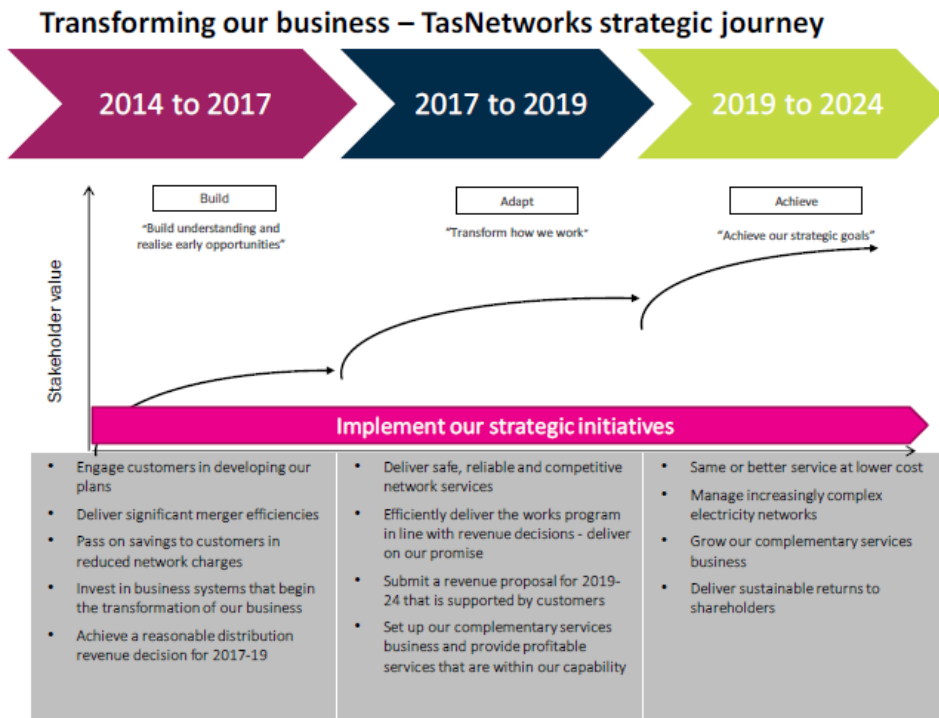 Transforming our business – TasNetworks strategic journey
2014 to 2017
2017 to 2019
2019 to 2024
Build
"Build understanding and
realise early opportunities"
Adapt
"Transform how we work"
Achieve
"Achieve our strategic goals"
Stakeholder value
Implement our strategic initiatives
• Engage customers in developing our
plans
• Deliver significant merger efficiencies
• Pass on savings to customers in
reduced network charges
• Invest in business systems that begin
the transformation of our business
• Achieve a reasonable distribution
revenue decision for 2017-19
• Deliver safe, reliable and competitive
network services
• Efficiently deliver the works program
in line with revenue decisions - deliver
on our promise
• Submit a revenue proposal for 2019-
24 that is supported by customers
• Set up our complementary services
business and provide profitable
services that are within our capability
• Same or better service at lower cost
• Manage increasingly complex
electricity networks
• Grow our complementary services
business
• Deliver sustainable returns to
shareholders